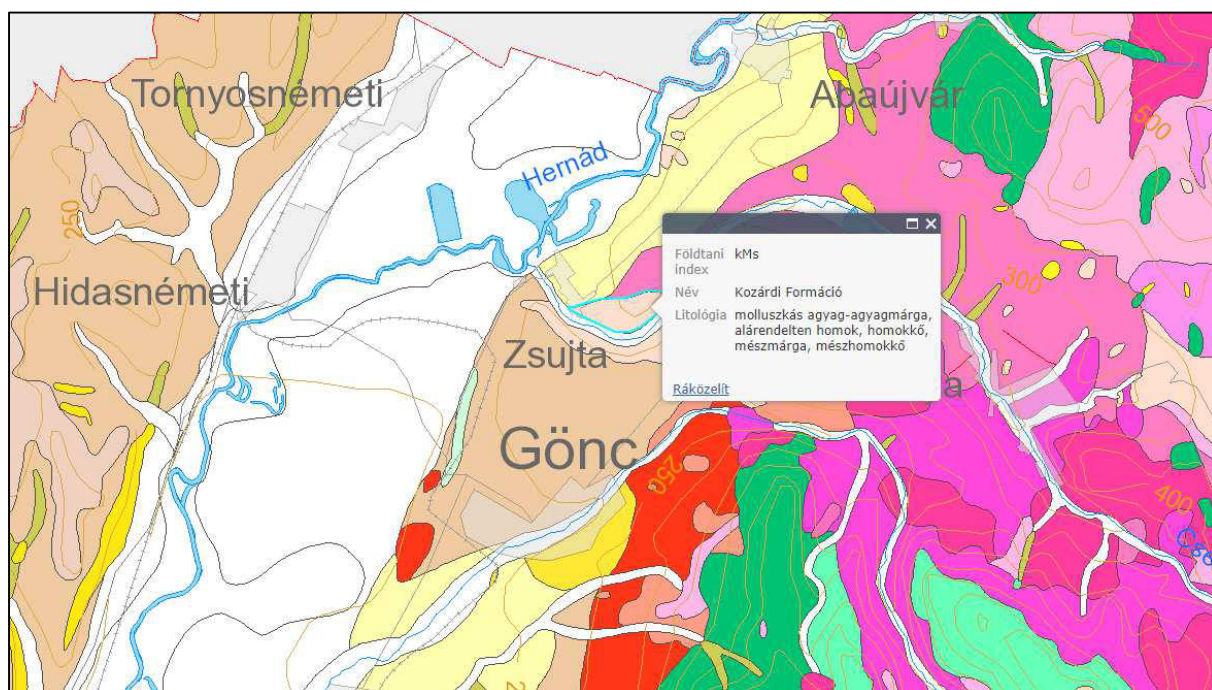 Tornyosnémeti
Abaújvár
500
Hernád
250
Földtani index kMs
Név Kozárdi Formáció
Litológia molluszkás agyag-agyagmárga,
alárendelten homok, homokkő,
mészmárga, mészhomokkő
Ráközelít
300
Hidasnémeti
Zsujta
a
Gönc
250
400